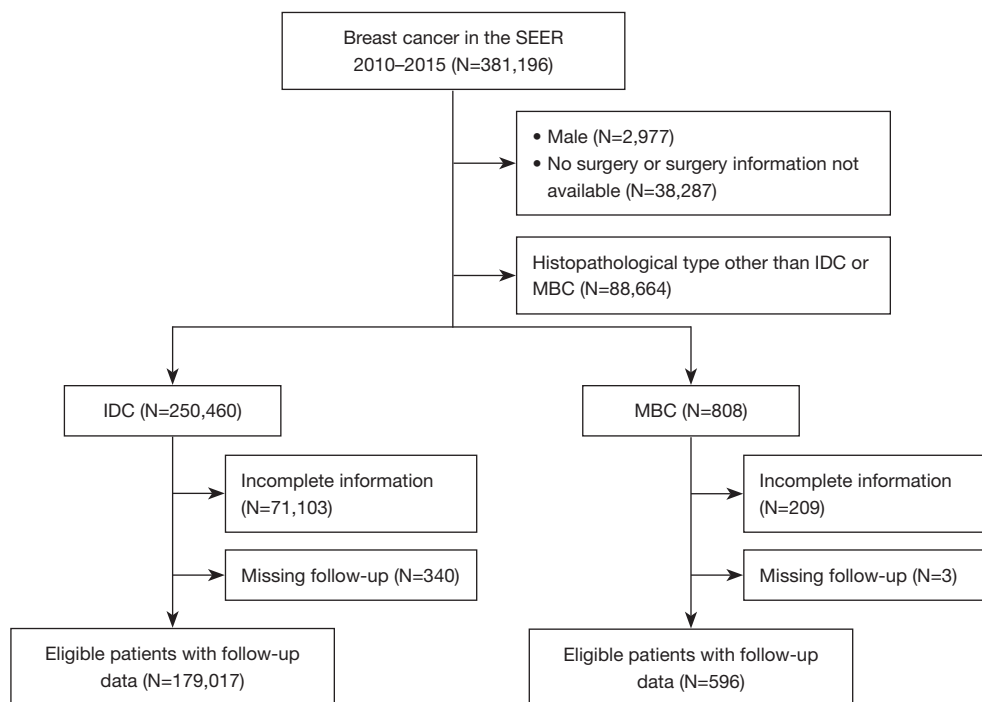 Breast cancer in the SEER
2010–2015 (N=381,196)
• Male (N=2,977)
• No surgery or surgery information not
available (N=38,287)
Histopathological type other than IDC or
MBC (N=88,664)
IDC (N=250,460)
MBC (N=808)
Incomplete information
(N=71,103)
Incomplete information
(N=209)
Missing follow-up (N=340)
Missing follow-up (N=3)
Eligible patients with follow-up
data (N=179,017)
Eligible patients with follow-up
data (N=596)